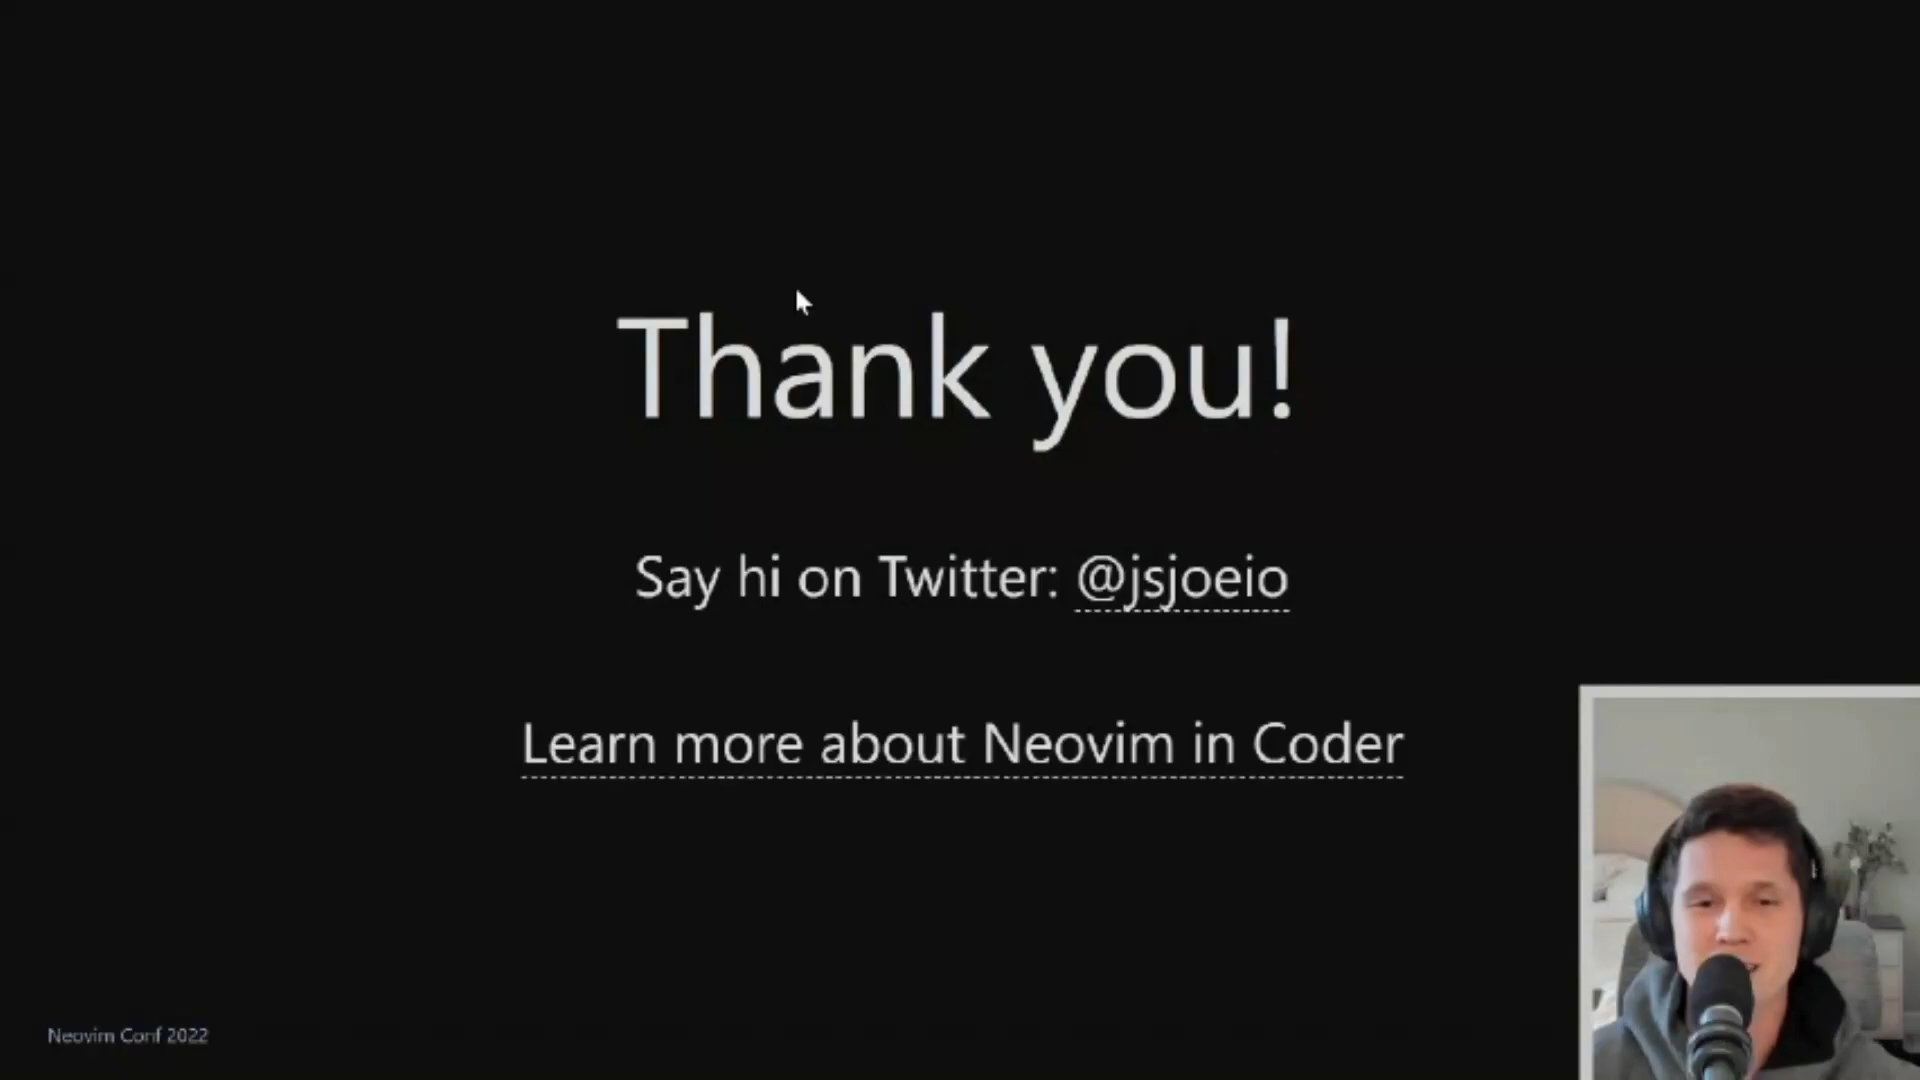 Thank you!
Say hi on Twitter: @jsjoeio
Learn more about Neovim in Coder
Neovim Conf 2022